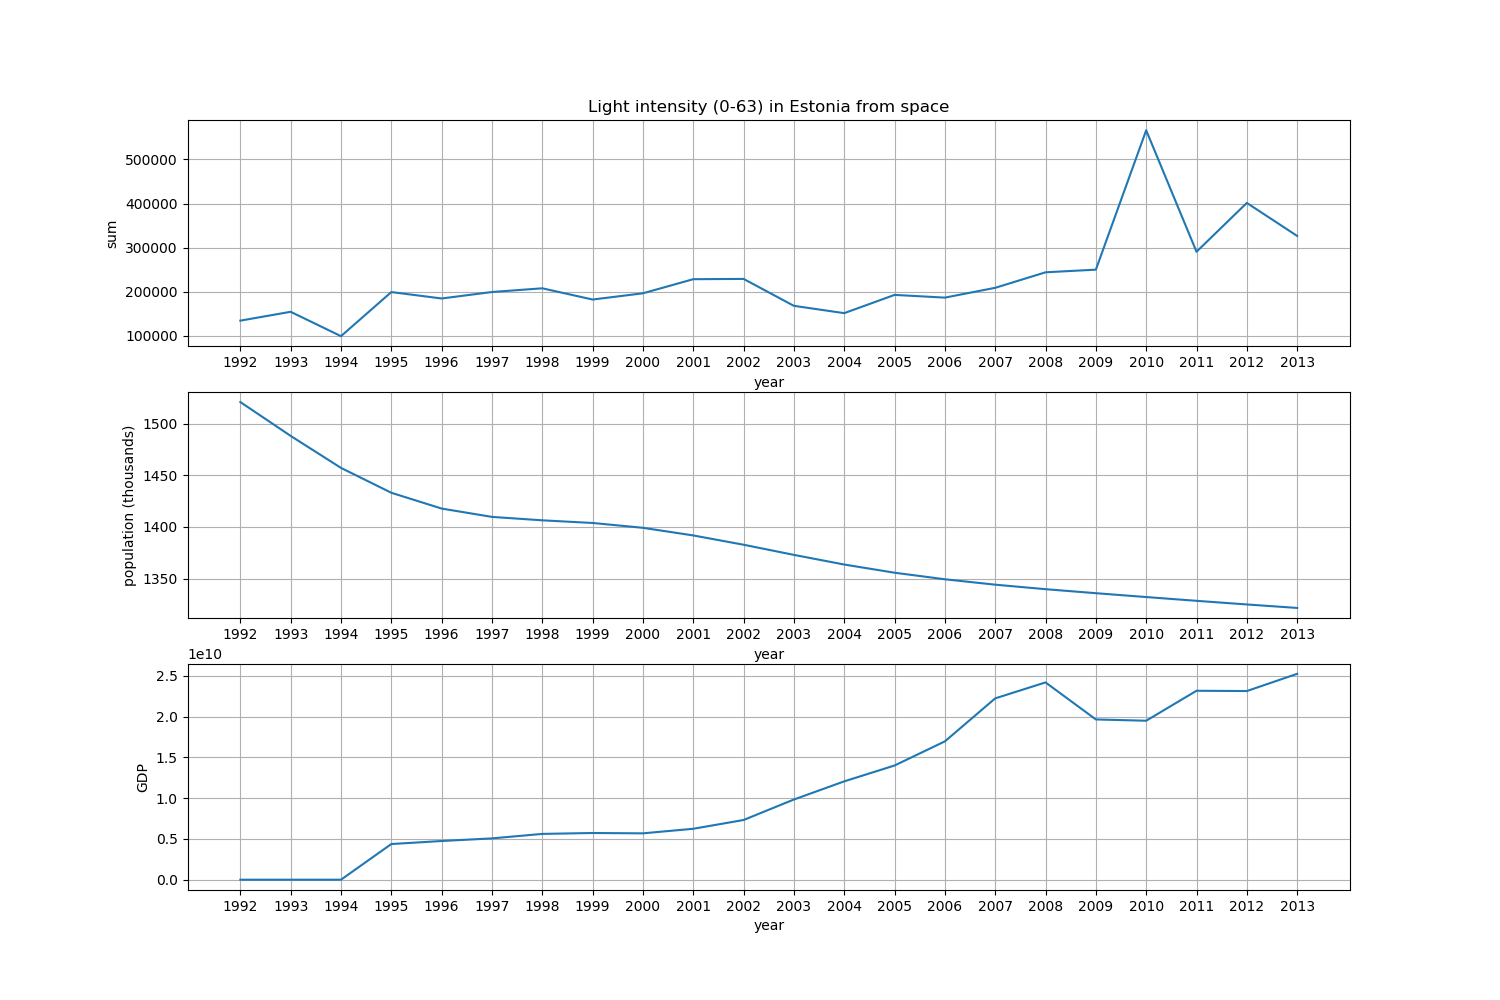 Light intensity (0-63) in Estonia from space
500000
400000
300000
200000
100000
sum
1992 1993 1994 1995 1996 1997 1998 1999 2000 2001 2002 2003 2004 2005 2006 2007 2008 2009 2010 2011 2012 2013
year
1500
1450
1400
1350
population (thousands)
1992 1993 1994 1995 1996 1997 1998 1999 2000 2001 2002 2003 2004 2005 2006 2007 2008 2009 2010 2011 2012 2013
year
1e10
2.5
2.0
1.5
1.0
0.5
0.0
GDP
1992 1993 1994 1995 1996 1997 1998 1999 2000 2001 2002 2003 2004 2005 2006 2007 2008 2009 2010 2011 2012 2013
year